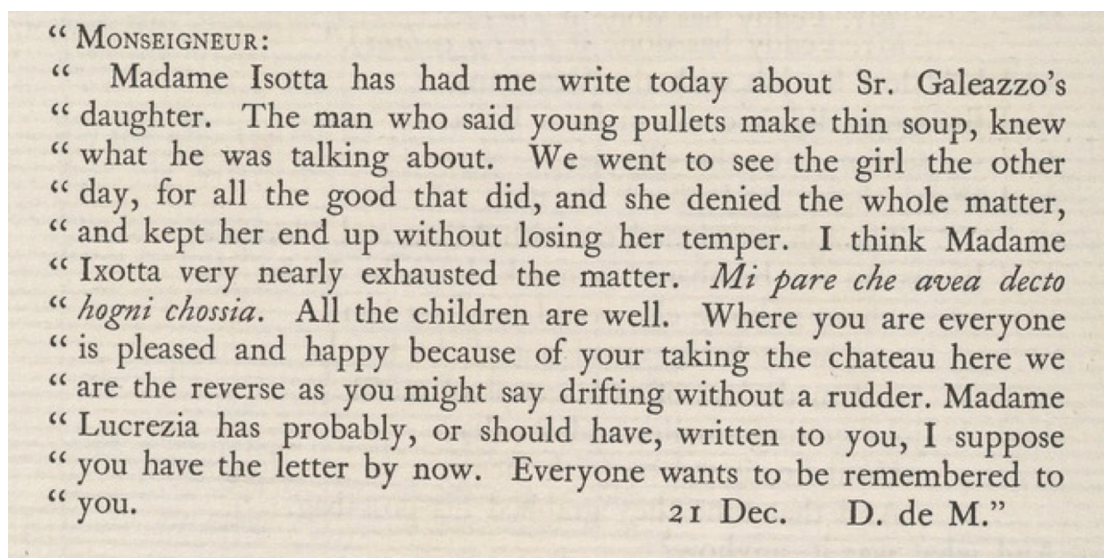 “ MONSEIGNEUR:
“ Madame Isotta has had me write today about Sr. Galeazzo’s
“ daughter. The man who said young pullets make thin soup, knew
“ what he was talking about. We went to see the girl the other
“ day, for all the good that did, and she denied the whole matter,
“ and kept her end up without losing her temper. I think Madame
“ Ixotta very nearly exhausted the matter. Mi pare che avea decto
“ hogni chossia. All the children are well. Where you are everyone
“ is pleased and happy because of your taking the chateau here we
“ are the reverse as you might say drifting without a rudder. Madame
“ Lucrezia has probably, or should have, written to you, I suppose
“ you have the letter by now. Everyone wants to be remembered to
“ you. 21 Dec. D. de M.”